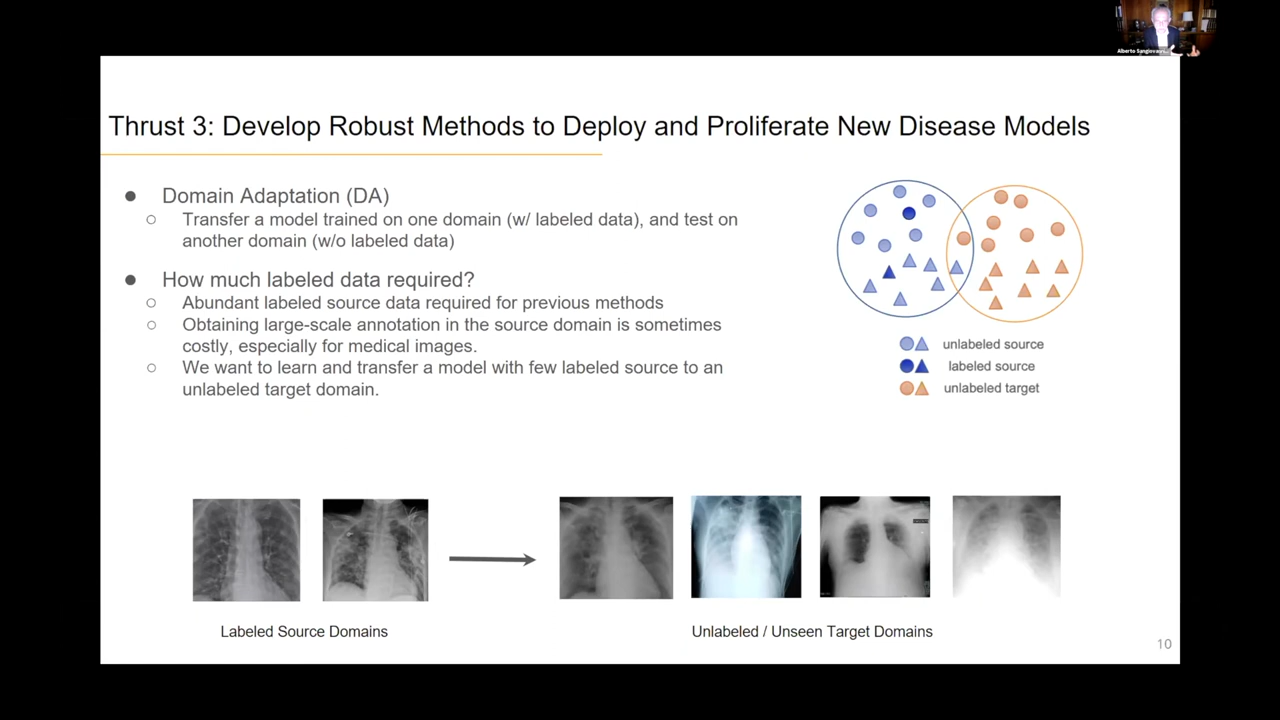 Alberto Sangiovanni...
Thrust 3: Develop Robust Methods to Deploy and Proliferate New Disease Models
● Domain Adaptation (DA)
○ Transfer a model trained on one domain (w/ labeled data), and test on
another domain (w/o labeled data)
● How much labeled data required?
○ Abundant labeled source data required for previous methods
○ Obtaining large-scale annotation in the source domain is sometimes
costly, especially for medical images.
○ We want to learn and transfer a model with few labeled source to an
unlabeled target domain.
unlabeled source
labeled source
unlabeled target
Labeled Source Domains
Unlabeled / Unseen Target Domains
10